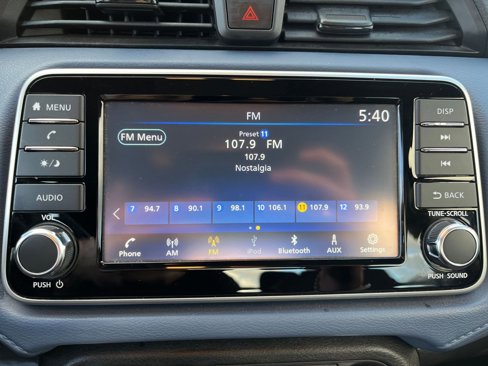 MENU
AUDIO
VOL
PUSH
DISP
BACK
TUNE·SCROLL
PUSH SOUND
FM
5:40
FM Menu
Preset 11
107.9 FM
107.9
Nostalgia
7 94.7 8 90.1 9 98.1 10 106.1 11 107.9 12 93.9
Phone AM FM iPod Bluetooth AUX Settings